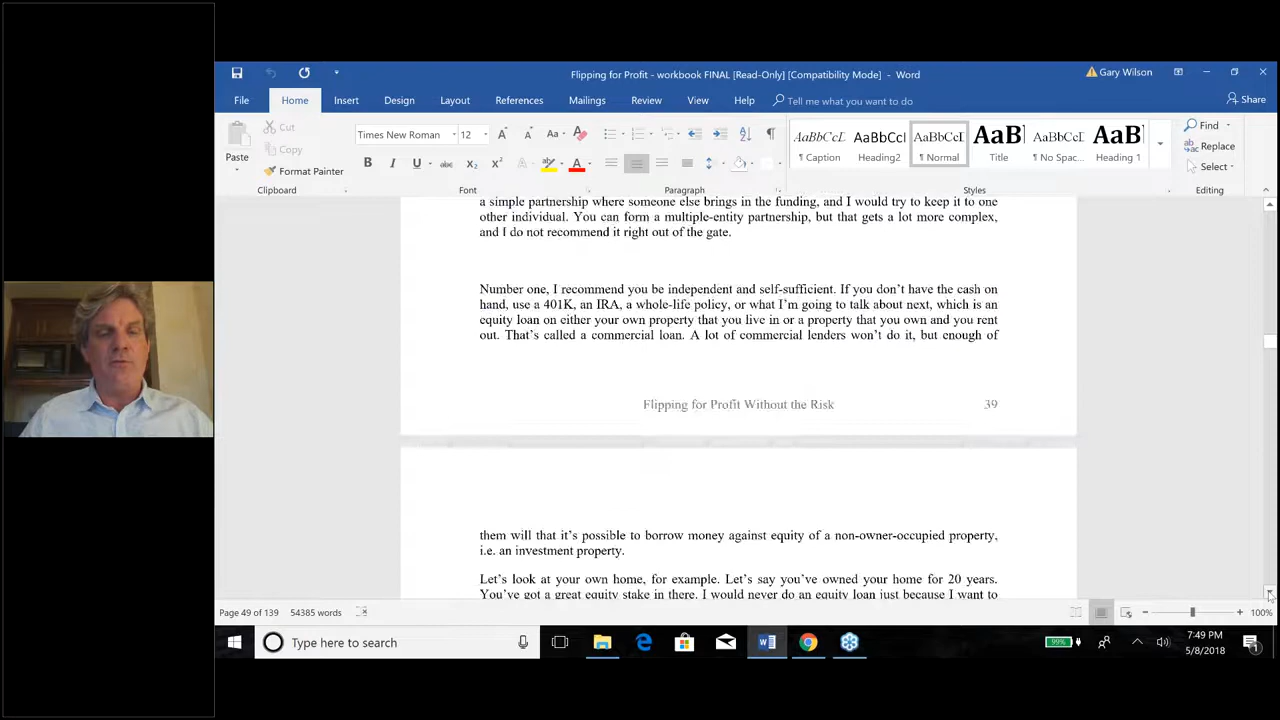 Flipping for Profit - workbook FINAL [Read-Only] [Compatibility Mode] - Word
Gary Wilson
File Home Insert Design Layout References Mailings Review View Help Tell me what you want to do
Share
Paste
Cut
Copy
Format Painter
Times New Roman 12
AaBbCcD AaBbCcI AaBbCcD AaB AaBbCcD AaB
¶ Caption Heading2 ¶ Normal Title ¶ No Spac... Heading 1
Find
Replace
Select
Clipboard Font Paragraph Styles Editing
a simple partnership where someone else brings in the funding, and I would try to keep it to one
other individual. You can form a multiple-entity partnership, but that gets a lot more complex,
and I do not recommend it right out of the gate.
Number one, I recommend you be independent and self-sufficient. If you don’t have the cash on
hand, use a 401K, an IRA, a whole-life policy, or what I’m going to talk about next, which is an
equity loan on either your own property that you live in or a property that you own and you rent
out. That’s called a commercial loan. A lot of commercial lenders won’t do it, but enough of
Flipping for Profit Without the Risk 39
them will that it’s possible to borrow money against equity of a non-owner-occupied property,
i.e. an investment property.
Let’s look at your own home, for example. Let’s say you’ve owned your home for 20 years.
You’ve got a great equity stake in there. I would never do an equity loan just because I want to
Page 49 of 139 54385 words
100%
Type here to search
99%
7:49 PM
5/8/2018
1